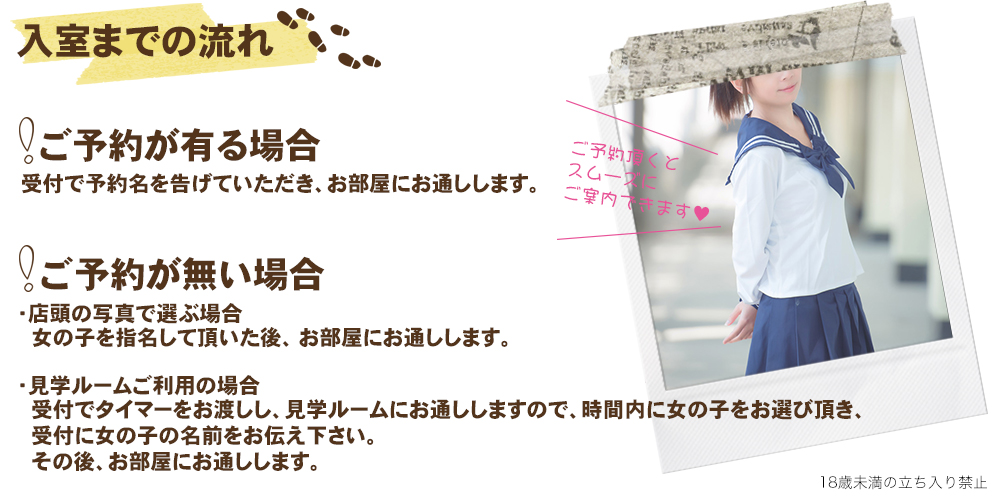 入室までの流れ
ご予約が有る場合
受付で予約名を告げていただき、お部屋にお通しします。
ご予約頂くと
スムーズに
ご案内できます♥
ご予約が無い場合
・店頭の写真で選ぶ場合
女の子を指名して頂いた後、お部屋にお通しします。
・見学ルームご利用の場合
受付でタイマーをお渡しし、見学ルームにお通ししますので、時間内に女の子をお選び頂き、
受付に女の子の名前をお伝え下さい。
その後、お部屋にお通しします。
18歳未満の立ち入り禁止